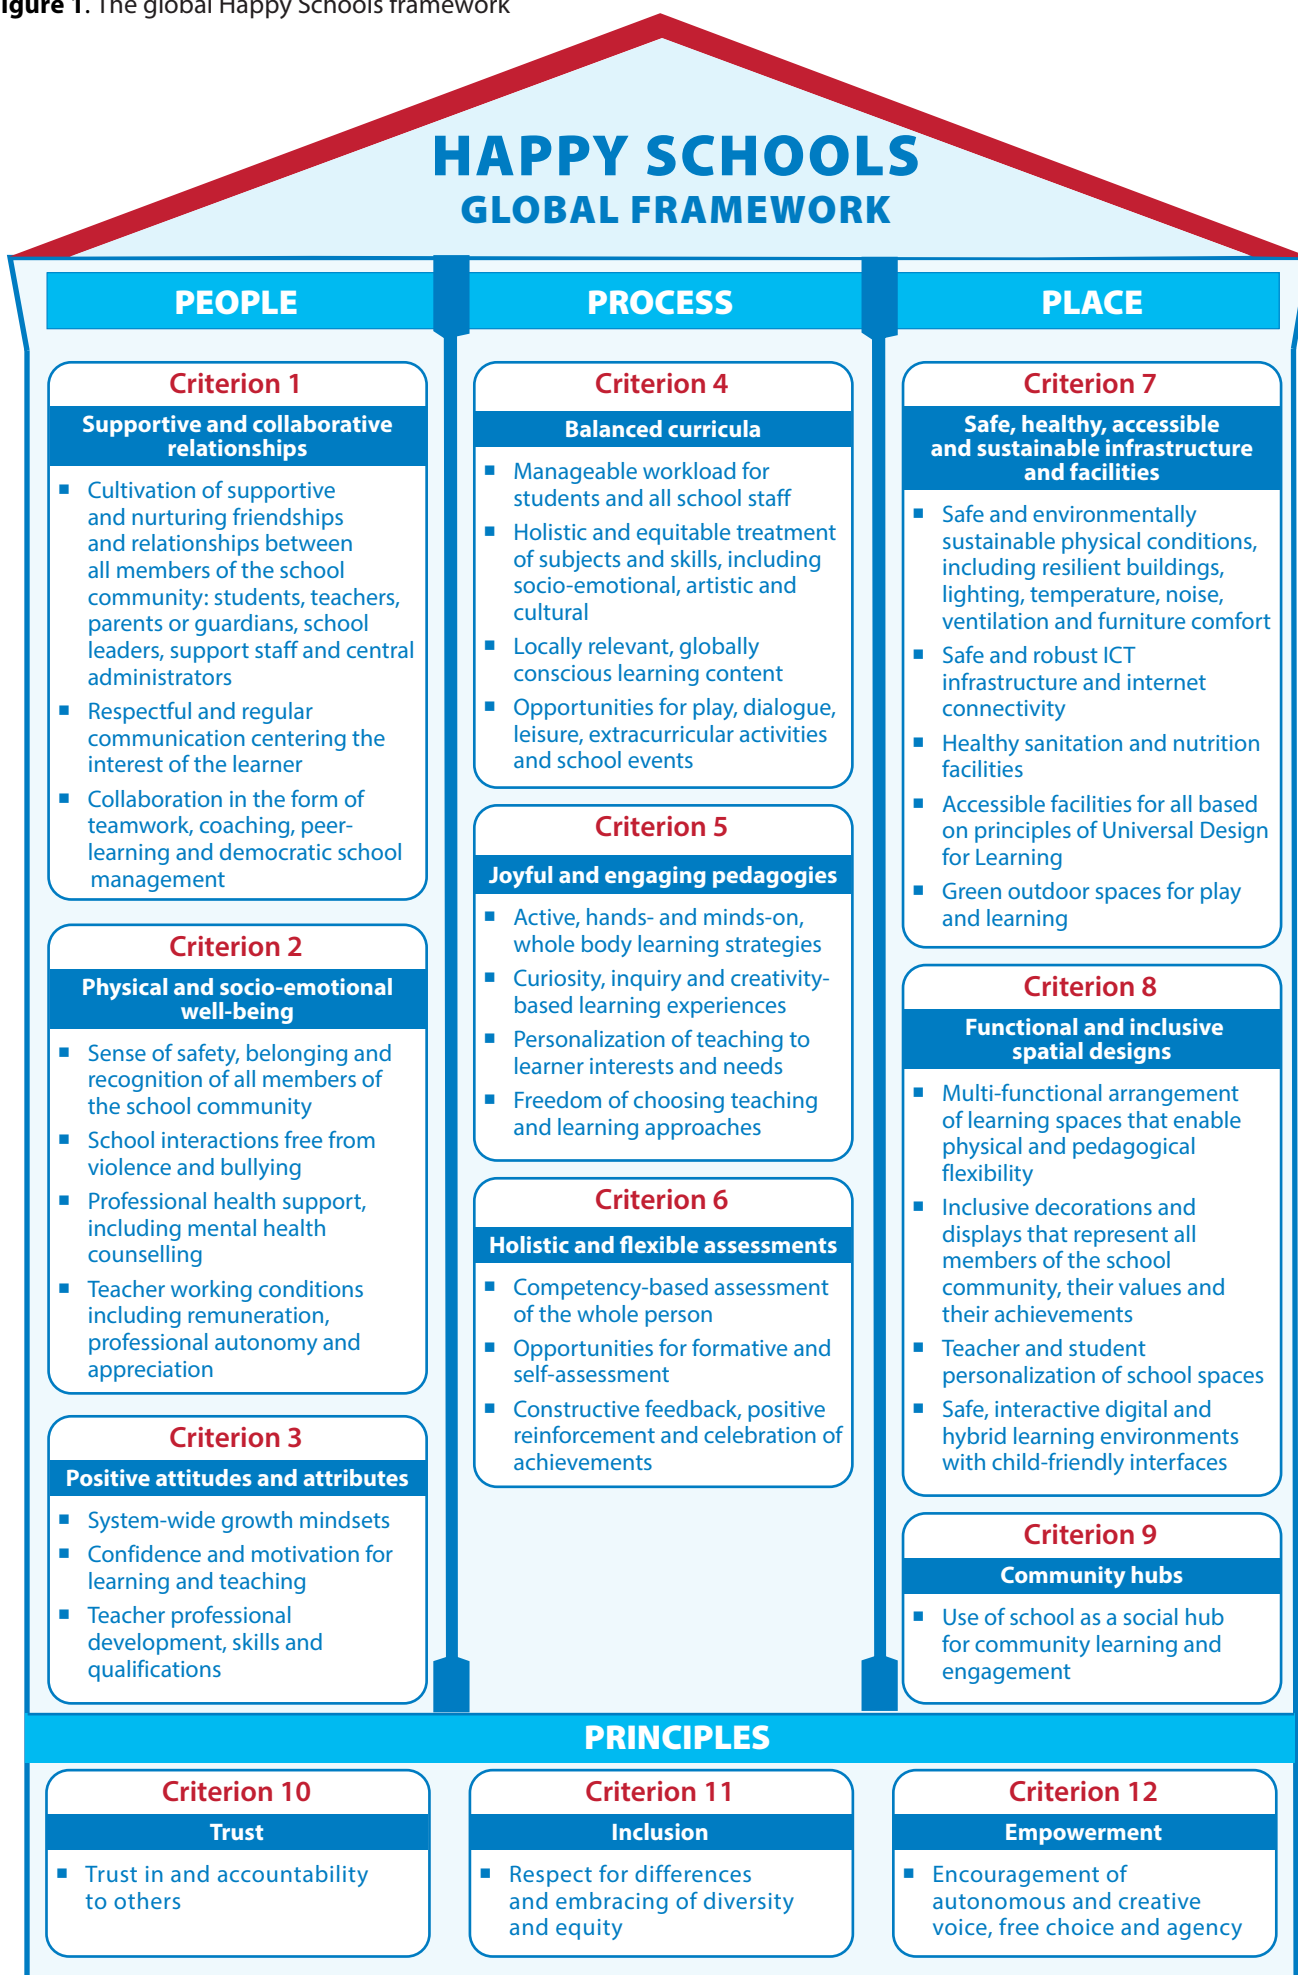 igure 1. The global Happy Schools framework
HAPPY SCHOOLS
GLOBAL FRAMEWORK
PEOPLE
Criterion 1
Supportive and collaborative
relationships
▪ Cultivation of supportive
and nurturing friendships
and relationships between
all members of the school
community: students, teachers,
parents or guardians, school
leaders, support staff and central
administrators
▪ Respectful and regular
communication centering the
interest of the learner
▪ Collaboration in the form of
teamwork, coaching, peer-
learning and democratic school
management
Criterion 2
Physical and socio-emotional
well-being
▪ Sense of safety, belonging and
recognition of all members of
the school community
▪ School interactions free from
violence and bullying
▪ Professional health support,
including mental health
counselling
▪ Teacher working conditions
including remuneration,
professional autonomy and
appreciation
Criterion 3
Positive attitudes and attributes
▪ System-wide growth mindsets
▪ Confidence and motivation for
learning and teaching
▪ Teacher professional
development, skills and
qualifications
PROCESS
Criterion 4
Balanced curricula
▪ Manageable workload for
students and all school staff
▪ Holistic and equitable treatment
of subjects and skills, including
socio-emotional, artistic and
cultural
▪ Locally relevant, globally
conscious learning content
▪ Opportunities for play, dialogue,
leisure, extracurricular activities
and school events
Criterion 5
Joyful and engaging pedagogies
▪ Active, hands- and minds-on,
whole body learning strategies
▪ Curiosity, inquiry and creativity-
based learning experiences
▪ Personalization of teaching to
learner interests and needs
▪ Freedom of choosing teaching
and learning approaches
Criterion 6
Holistic and flexible assessments
▪ Competency-based assessment
of the whole person
▪ Opportunities for formative and
self-assessment
▪ Constructive feedback, positive
reinforcement and celebration of
achievements
PLACE
Criterion 7
Safe, healthy, accessible
and sustainable infrastructure
and facilities
▪ Safe and environmentally
sustainable physical conditions,
including resilient buildings,
lighting, temperature, noise,
ventilation and furniture comfort
▪ Safe and robust ICT
infrastructure and internet
connectivity
▪ Healthy sanitation and nutrition
facilities
▪ Accessible facilities for all based
on principles of Universal Design
for Learning
▪ Green outdoor spaces for play
and learning
Criterion 8
Functional and inclusive
spatial designs
▪ Multi-functional arrangement
of learning spaces that enable
physical and pedagogical
flexibility
▪ Inclusive decorations and
displays that represent all
members of the school
community, their values and
their achievements
▪ Teacher and student
personalization of school spaces
▪ Safe, interactive digital and
hybrid learning environments
with child-friendly interfaces
Criterion 9
Community hubs
▪ Use of school as a social hub
for community learning and
engagement
PRINCIPLES
Criterion 10
Trust
▪ Trust in and accountability
to others
Criterion 11
Inclusion
▪ Respect for differences
and embracing of diversity
and equity
Criterion 12
Empowerment
▪ Encouragement of
autonomous and creative
voice, free choice and agency